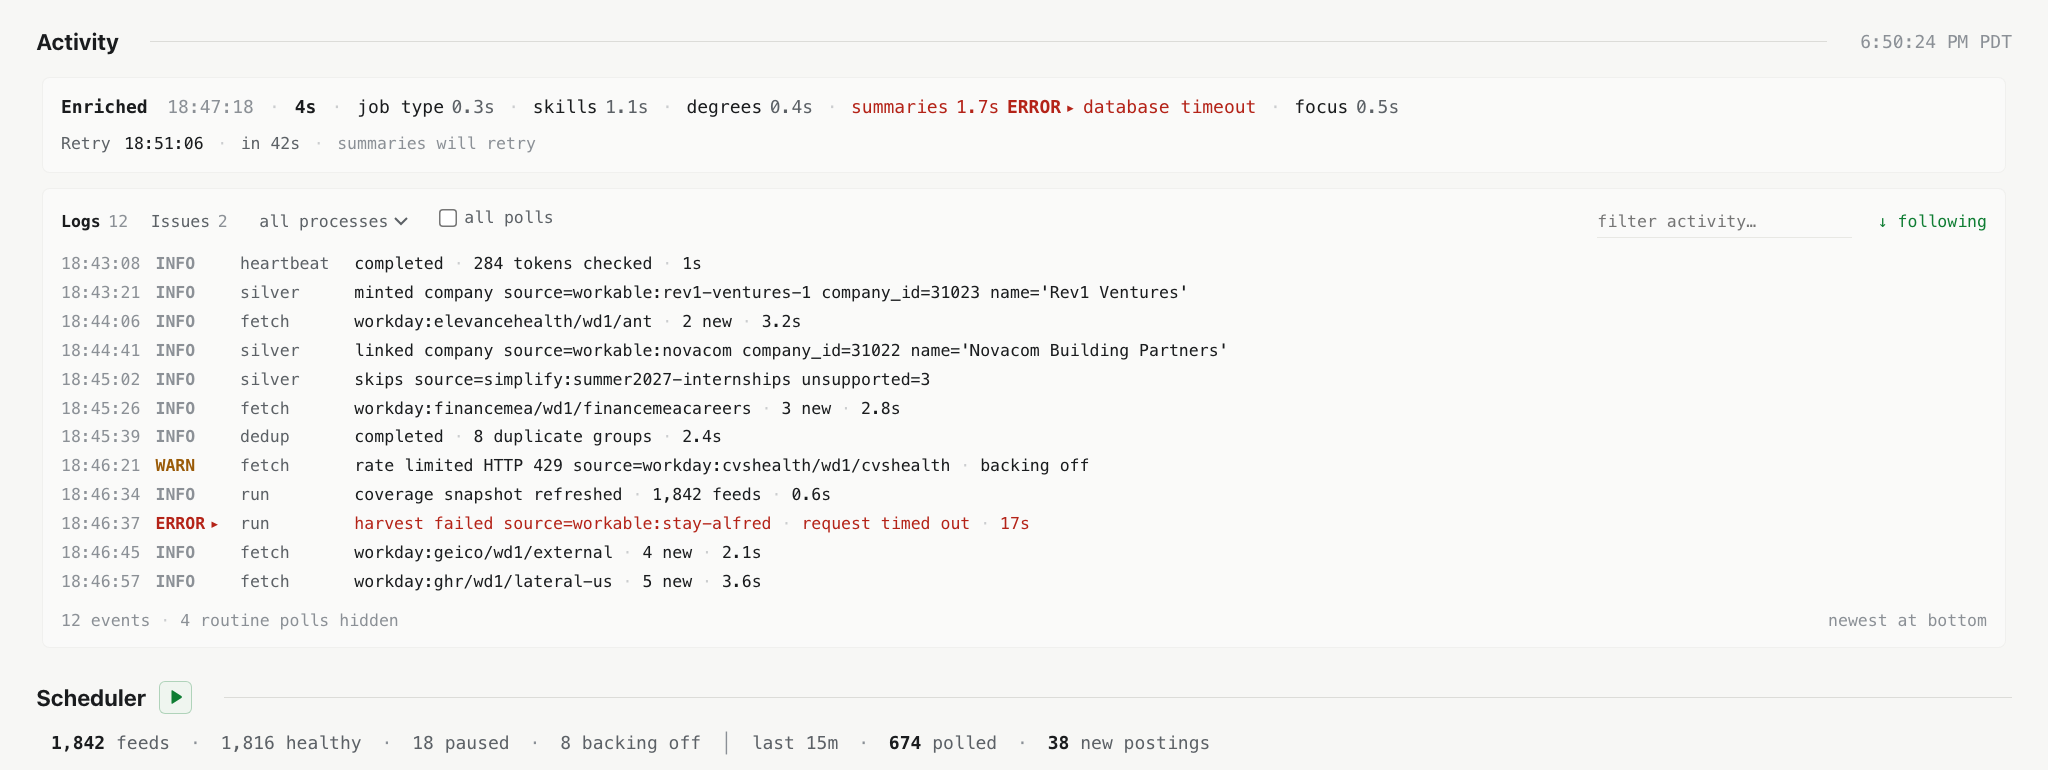 Activity 6:50:24 PM PDT
Enriched 18:47:18 · 4s · job type 0.3s · skills 1.1s · degrees 0.4s · summaries 1.7s ERROR ▸ database timeout · focus 0.5s
Retry 18:51:06 · in 42s · summaries will retry
Logs 12 Issues 2 all processes all polls filter activity… ↓ following
18:43:08 INFO heartbeat completed · 284 tokens checked · 1s
18:43:21 INFO silver minted company source=workable:rev1-ventures-1 company_id=31023 name='Rev1 Ventures'
18:44:06 INFO fetch workday:elevancehealth/wd1/ant · 2 new · 3.2s
18:44:41 INFO silver linked company source=workable:novacom company_id=31022 name='Novacom Building Partners'
18:45:02 INFO silver skips source=simplify:summer2027-internships unsupported=3
18:45:26 INFO fetch workday:financemea/wd1/financemeacareers · 3 new · 2.8s
18:45:39 INFO dedup completed · 8 duplicate groups · 2.4s
18:46:21 WARN fetch rate limited HTTP 429 source=workday:cvshealth/wd1/cvshealth · backing off
18:46:34 INFO run coverage snapshot refreshed · 1,842 feeds · 0.6s
18:46:37 ERROR ▸ run harvest failed source=workable:stay-alfred · request timed out · 17s
18:46:45 INFO fetch workday:geico/wd1/external · 4 new · 2.1s
18:46:57 INFO fetch workday:ghr/wd1/lateral-us · 5 new · 3.6s
12 events · 4 routine polls hidden newest at bottom
Scheduler
1,842 feeds · 1,816 healthy · 18 paused · 8 backing off | last 15m · 674 polled · 38 new postings